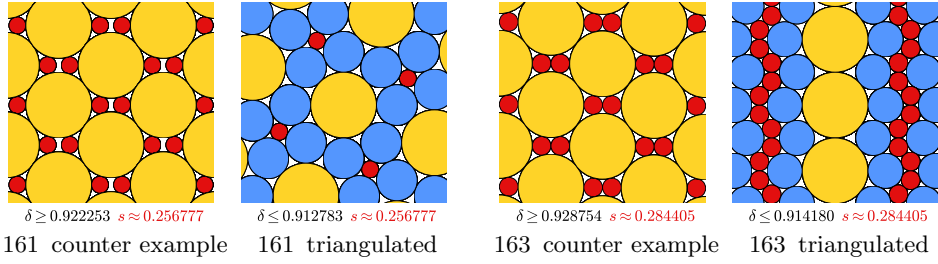 δ ≥ 0.922253 s ≈ 0.256777
δ ≤ 0.912783 s ≈ 0.256777
δ ≥ 0.928754 s ≈ 0.284405
δ ≤ 0.914180 s ≈ 0.284405
161 counter example
161 triangulated
163 counter example
163 triangulated